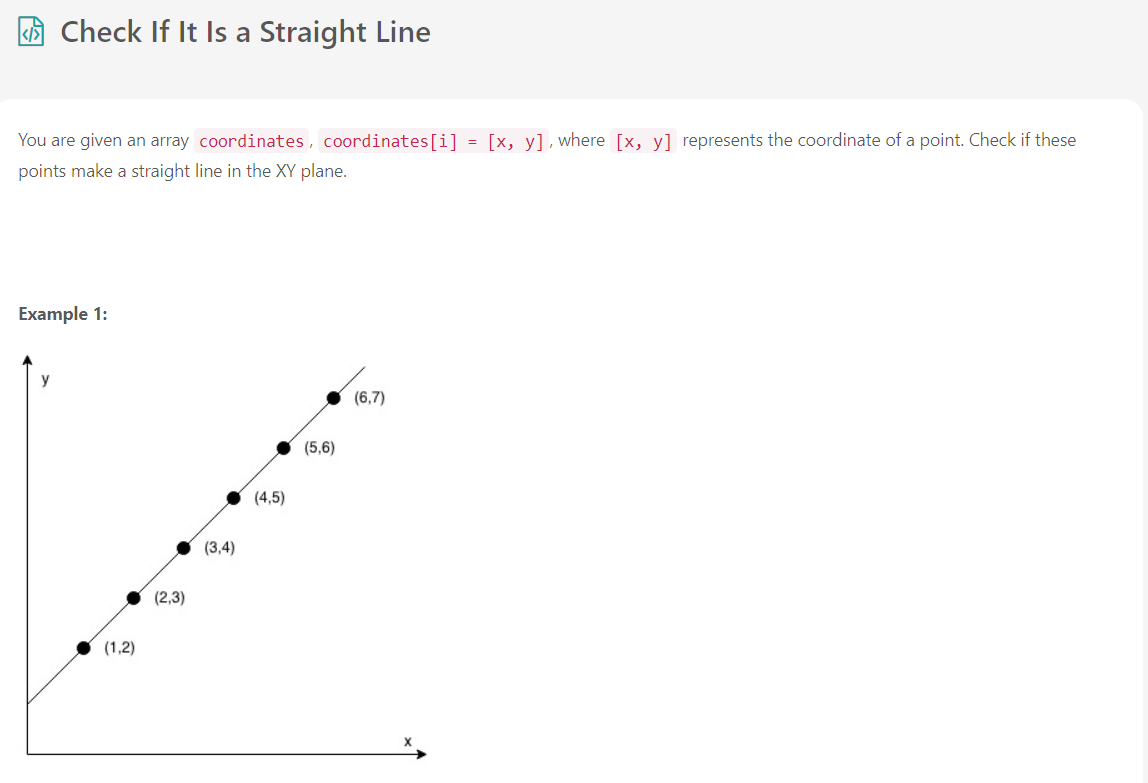 Check If It Is a Straight Line
You are given an array coordinates, coordinates[i] = [x, y], where [x, y] represents the coordinate of a point. Check if these
points make a straight line in the XY plane.
Example 1:
y
(6,7)
(5,6)
(4,5)
(3,4)
(2,3)
(1,2)
x